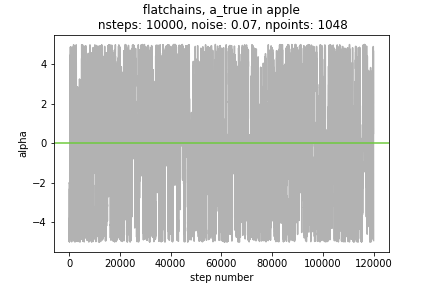 flatchains, a_true in apple
nsteps: 10000, noise: 0.07, npoints: 1048
4
2
0
−2
−4
alpha
0 20000 40000 60000 80000 100000 120000
step number